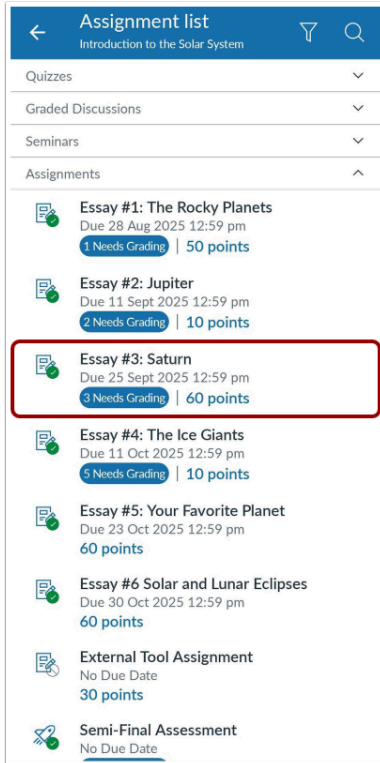 Assignment list
Introduction to the Solar System
Quizzes
Graded Discussions
Seminars
Assignments
Essay #1: The Rocky Planets
Due 28 Aug 2025 12:59 pm
1 Needs Grading | 50 points
Essay #2: Jupiter
Due 11 Sept 2025 12:59 pm
2 Needs Grading | 10 points
Essay #3: Saturn
Due 25 Sept 2025 12:59 pm
3 Needs Grading | 60 points
Essay #4: The Ice Giants
Due 11 Oct 2025 12:59 pm
5 Needs Grading | 10 points
Essay #5: Your Favorite Planet
Due 23 Oct 2025 12:59 pm
60 points
Essay #6 Solar and Lunar Eclipses
Due 30 Oct 2025 12:59 pm
60 points
External Tool Assignment
No Due Date
30 points
Semi-Final Assessment
No Due Date